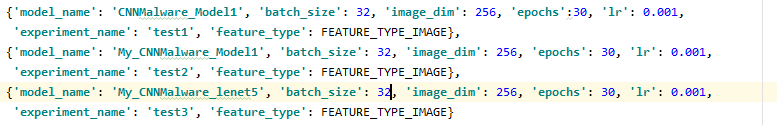 {'model_name': 'CNNMalware_Model1', 'batch_size': 32, 'image_dim': 256, 'epochs':30, 'lr': 0.001,
'experiment_name': 'test1', 'feature_type': FEATURE_TYPE_IMAGE},
{'model_name': 'My_CNNMalware_Model1', 'batch_size': 32, 'image_dim': 256, 'epochs': 30, 'lr': 0.001,
'experiment_name': 'test2', 'feature_type': FEATURE_TYPE_IMAGE},
{'model_name': 'My_CNNMalware_lenet5', 'batch_size': 32, 'image_dim': 256, 'epochs': 30, 'lr': 0.001,
'experiment_name': 'test3', 'feature_type': FEATURE_TYPE_IMAGE}